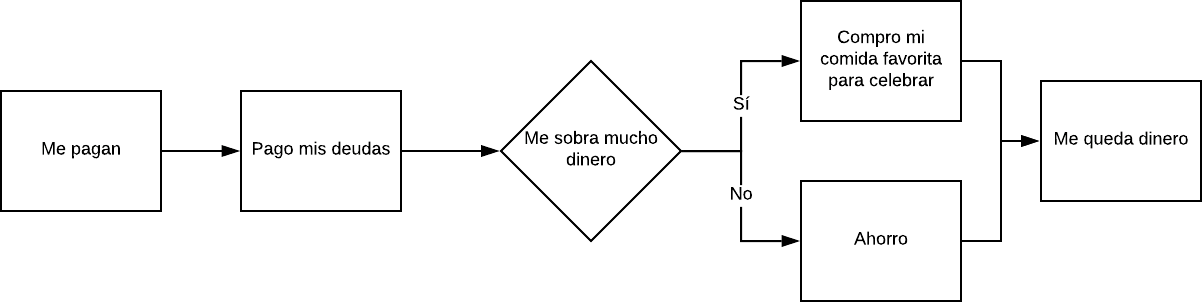 Me pagan
Pago mis deudas
Me sobra mucho
dinero
Sí
No
Compro mi
comida favorita
para celebrar
Ahorro
Me queda dinero